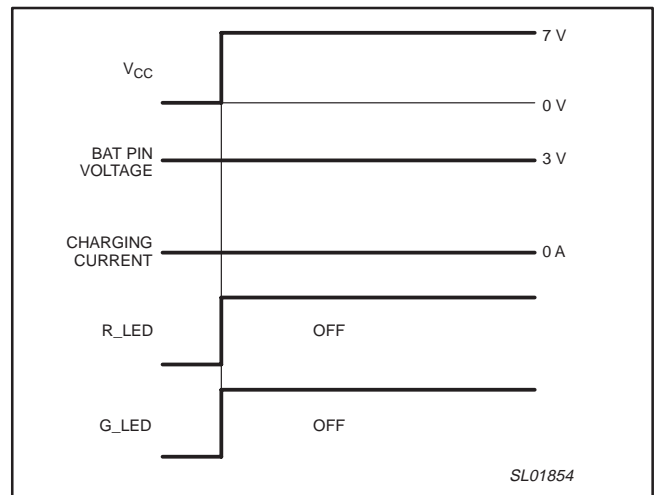 7 V
VCC
0 V
BAT PIN
VOLTAGE
3 V
CHARGING
CURRENT
0 A
R_LED
OFF
G_LED
OFF
SL01854